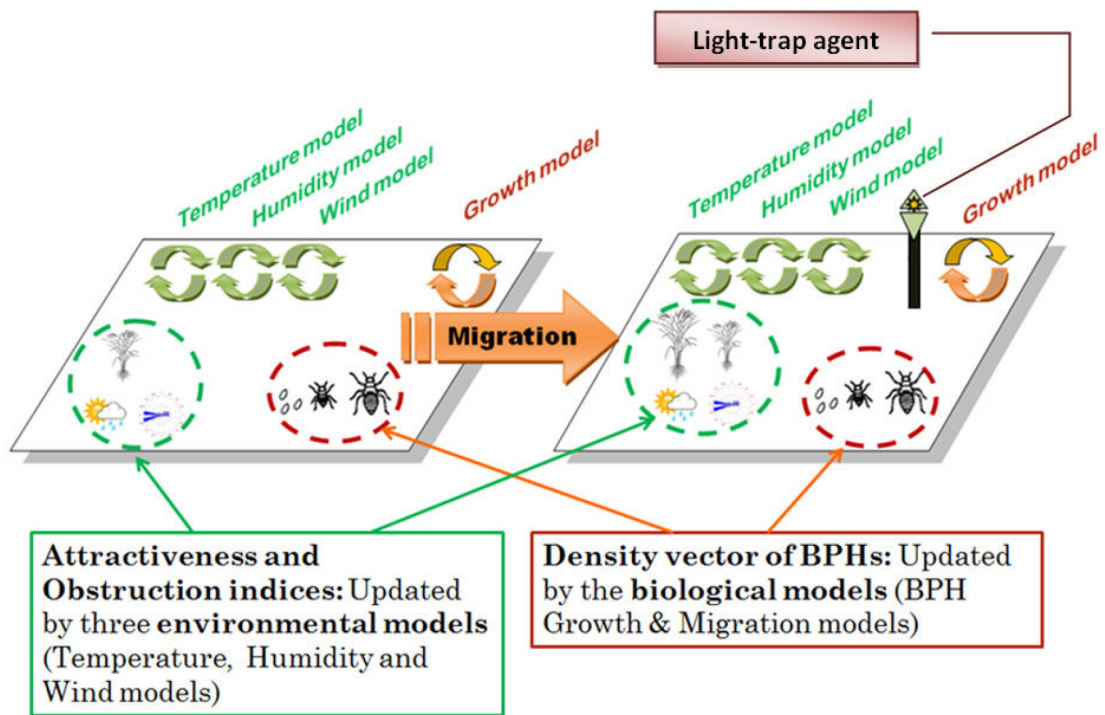 Light-trap agent
Temperature model
Humidity model
Wind model
Growth model
Temperature model
Humidity model
Wind model
Growth model
Migration
Attractiveness and
Obstruction indices: Updated
by three environmental models
(Temperature, Humidity and
Wind models)
Density vector of BPHs: Updated
by the biological models (BPH
Growth & Migration models)